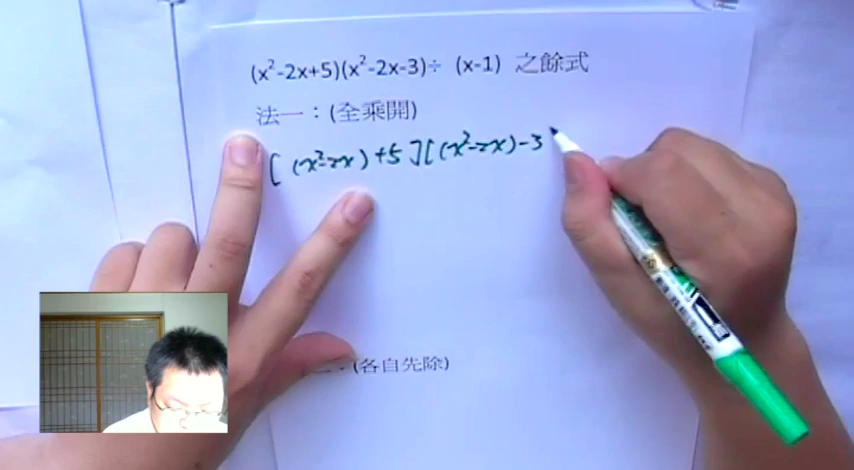 (x²-2x+5)(x²-2x-3)÷ (x-1) 之餘式
法一：(全乘開)
[ (x²-2x) +5 ] [ (x²-2x) -3
：(各自先除)